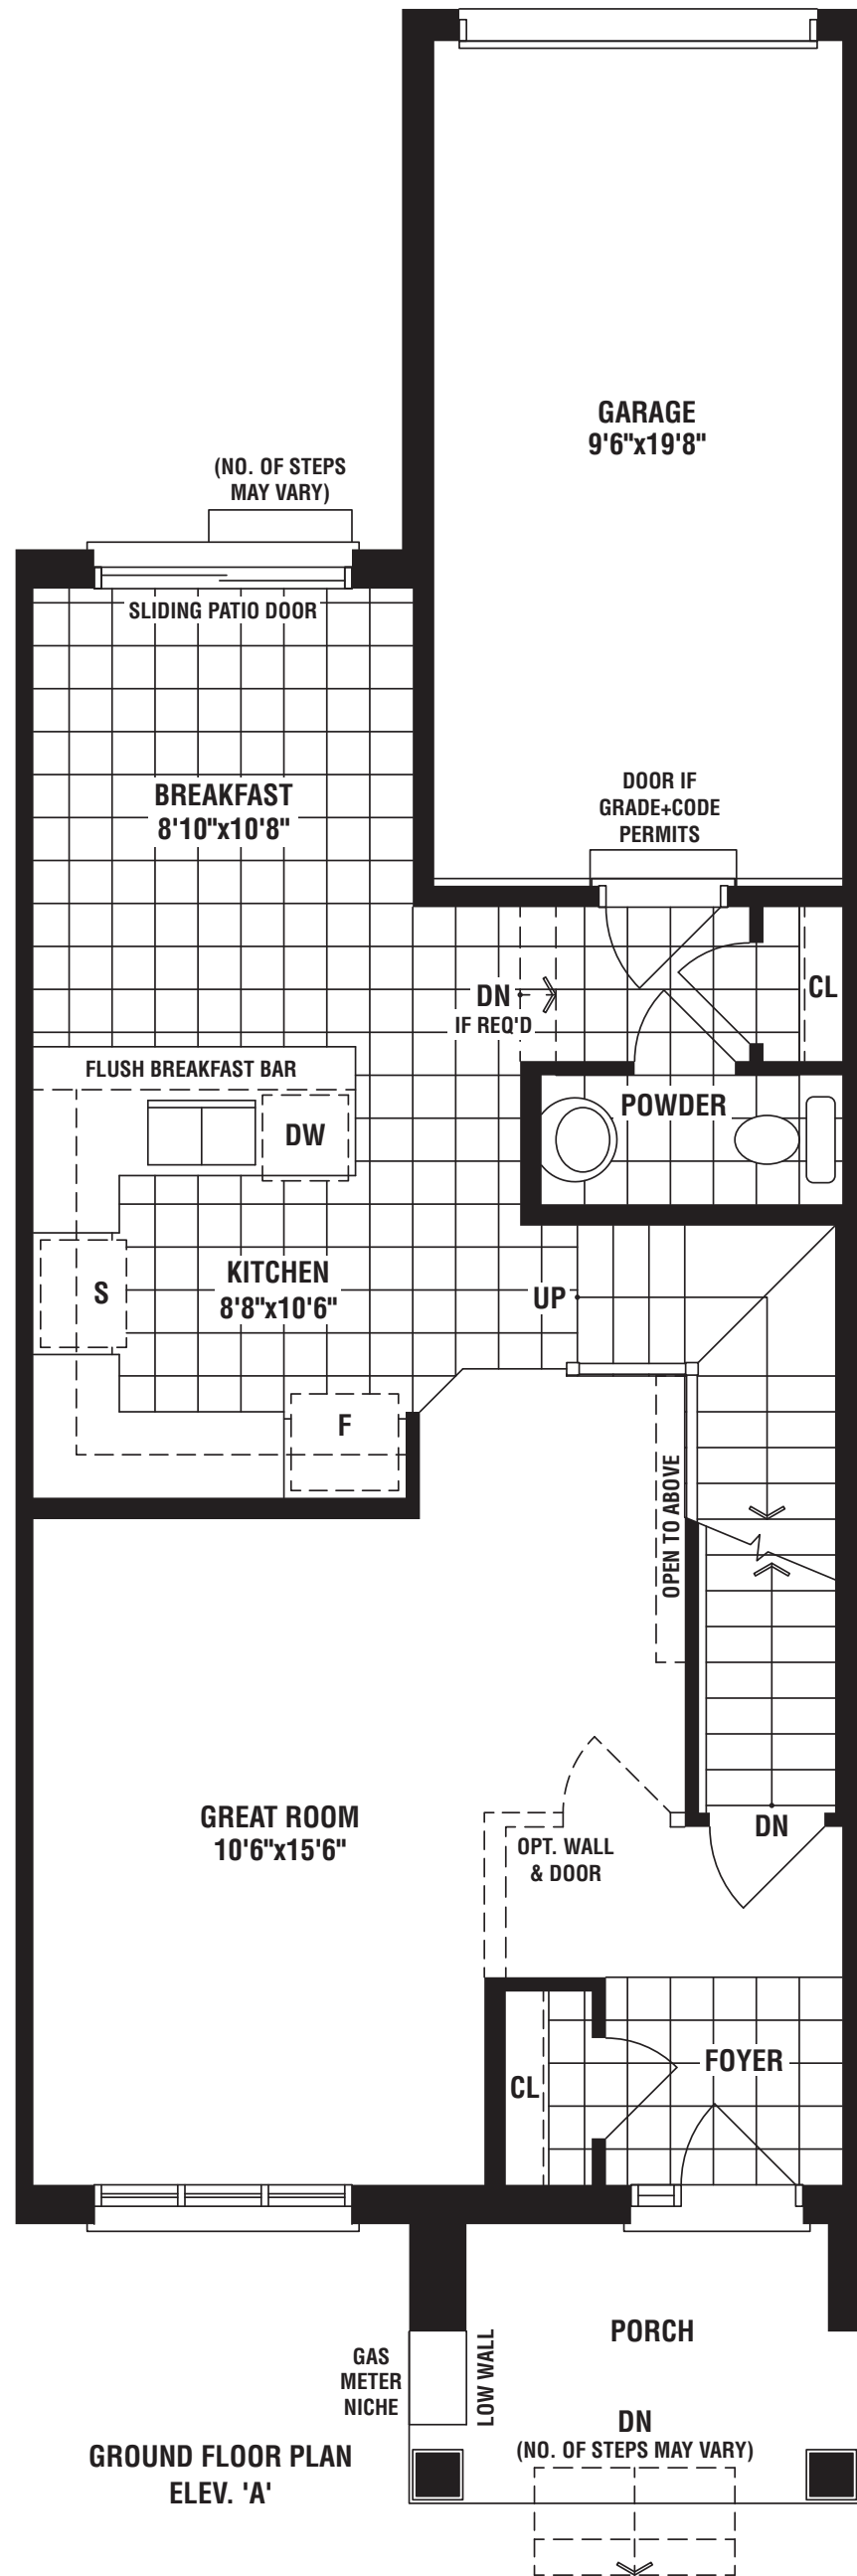 GARAGE
9'6"x19'8"
(NO. OF STEPS
MAY VARY)
SLIDING PATIO DOOR
BREAKFAST
8'10"x10'8"
DOOR IF
GRADE+CODE
PERMITS
DN
IF REQ'D
CL
FLUSH BREAKFAST BAR
DW
POWDER
S
KITCHEN
8'8"x10'6"
UP
F
OPEN TO ABOVE
GREAT ROOM
10'6"x15'6"
OPT. WALL
& DOOR
DN
CL
FOYER
PORCH
GAS
METER
NICHE
LOW WALL
DN
(NO. OF STEPS MAY VARY)
GROUND FLOOR PLAN
ELEV. 'A'